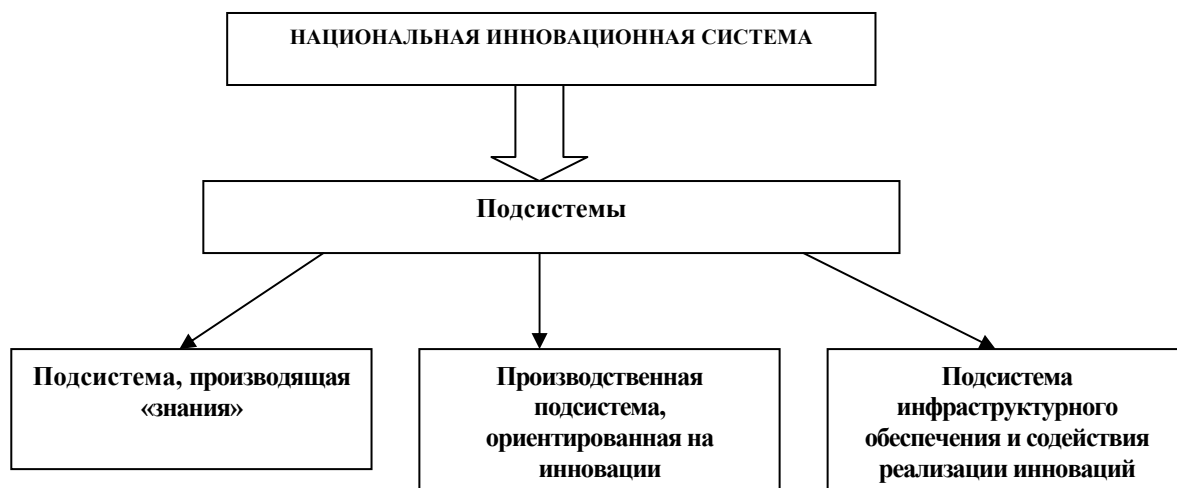 НАЦИОНАЛЬНАЯ ИННОВАЦИОННАЯ СИСТЕМА
Подсистемы
Подсистема, производящая
«знания»
Производственная
подсистема,
ориентированная на
инновации
Подсистема
инфраструктурного
обеспечения и содействия
реализации инноваций